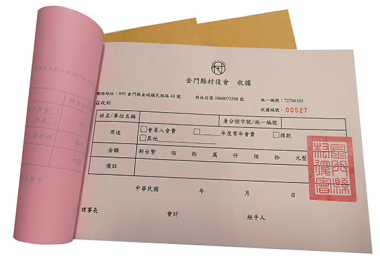 金門縣村復會 收據
聯絡地址：893 金門縣金城鎮民族路 41 號 統一編號：72706393
收據編號：00527
茲收到
姓名/單位名稱 身分證字號/統一編號
用途 □會員入會費 □ 年度常年會費 □捐款
□其他
金額 新台幣 佰 拾 萬 仟 佰 拾 元整
備註
中華民國 年 月 日
理事長 會計 經手人